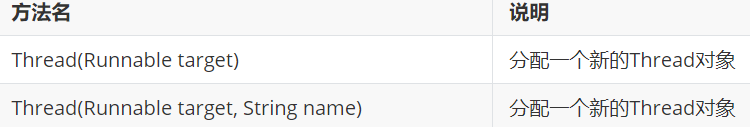 方法名 说明
Thread(Runnable target) 分配一个新的Thread对象
Thread(Runnable target, String name) 分配一个新的Thread对象